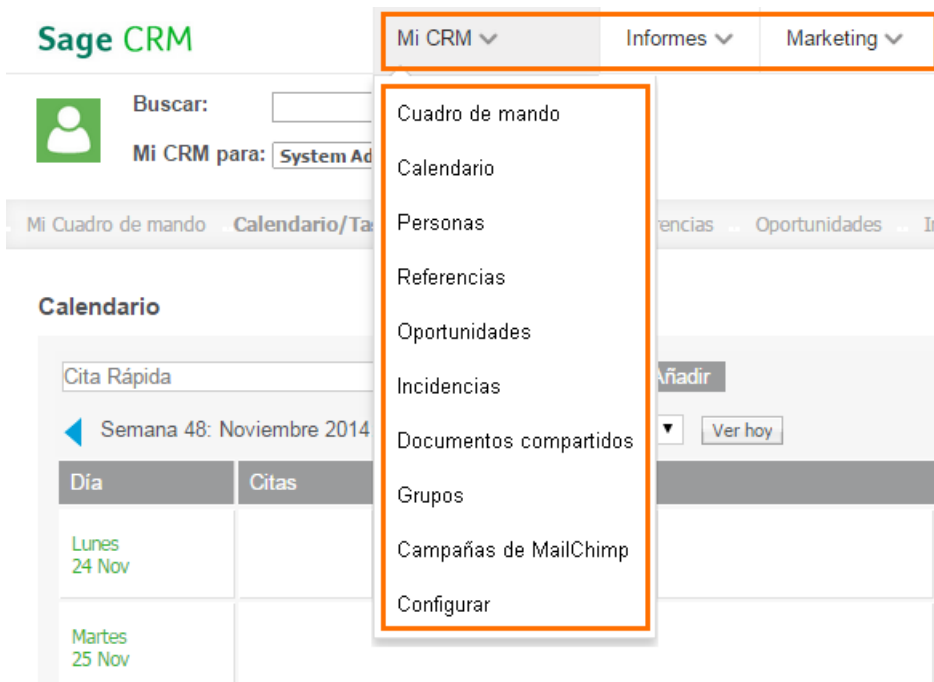 Sage CRM
Mi CRM
Informes
Marketing
Buscar:
Mi CRM para:
System Ad
Cuadro de mando
Calendario
Personas
Referencias
Oportunidades
Incidencias
Documentos compartidos
Grupos
Campañas de MailChimp
Configurar
Mi Cuadro de mando
Calendario/Ta
rencias
Oportunidades
Calendario
Cita Rápida
Añadir
Semana 48: Noviembre 2014
Ver hoy
Día
Citas
Lunes
24 Nov
Martes
25 Nov